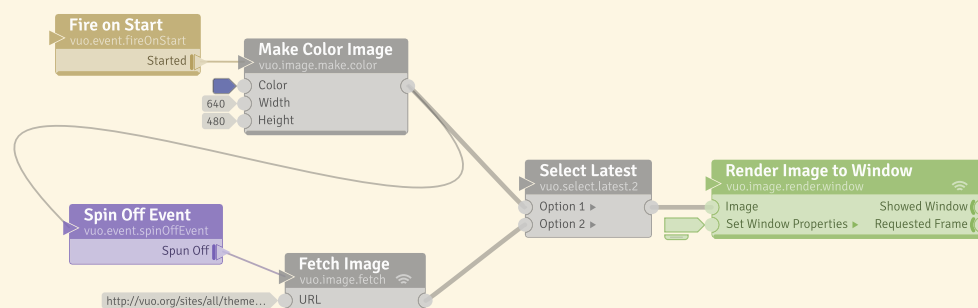 Fire on Start
vuo.event.fireOnStart
Started
Make Color Image
vuo.image.make.color
Color
640 Width
480 Height
Select Latest
vuo.select.latest.2
Option 1
Option 2
Render Image to Window
vuo.image.render.window
Image Showed Window
Set Window Properties Requested Frame
Spin Off Event
vuo.event.spinOffEvent
Spun Off
Fetch Image
vuo.image.fetch
http://vuo.org/sites/all/theme... URL